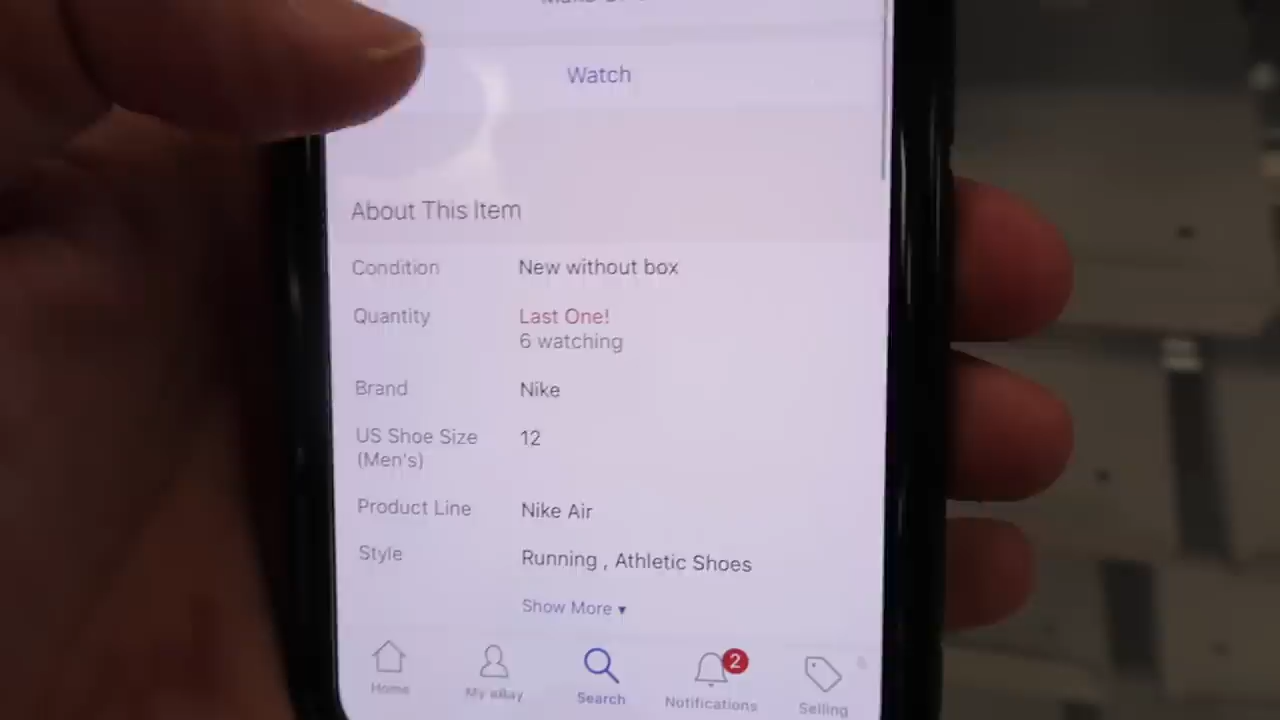 Watch
About This Item
Condition New without box
Quantity Last One!
6 watching
Brand Nike
US Shoe Size 12
(Men's)
Product Line Nike Air
Style Running , Athletic Shoes
Show More ▾
2
Home My eBay Search Notifications Selling